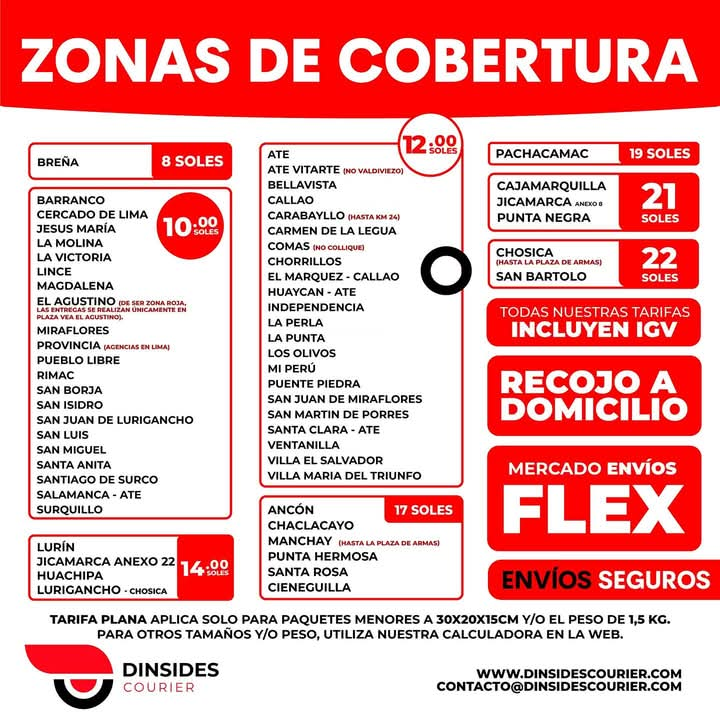 ZONAS DE COBERTURA
BREÑA
8 SOLES
BARRANCO
CERCADO DE LIMA
JESUS MARÍA
LA MOLINA
LA VICTORIA
LINCE
MAGDALENA
EL AGUSTINO (DE SER ZONA ROJA,
LAS ENTREGAS SE REALIZAN ÚNICAMENTE EN
PLAZA VEA EL AGUSTINO).
MIRAFLORES
PROVINCIA (AGENCIAS EN LIMA)
PUEBLO LIBRE
RIMAC
SAN BORJA
SAN ISIDRO
SAN JUAN DE LURIGANCHO
SAN LUIS
SAN MIGUEL
SANTA ANITA
SANTIAGO DE SURCO
SALAMANCA - ATE
SURQUILLO
10.00
SOLES
LURÍN
JICAMARCA ANEXO 22
HUACHIPA
LURIGANCHO - CHOSICA
14.00
SOLES
12.00
SOLES
ATE
ATE VITARTE (NO VALDIVIEZO)
BELLAVISTA
CALLAO
CARABAYLLO (HASTA KM 24)
CARMEN DE LA LEGUA
COMAS (NO COLLIQUE)
CHORRILLOS
EL MARQUEZ - CALLAO
HUAYCAN - ATE
INDEPENDENCIA
LA PERLA
LA PUNTA
LOS OLIVOS
MI PERÚ
PUENTE PIEDRA
SAN JUAN DE MIRAFLORES
SAN MARTIN DE PORRES
SANTA CLARA - ATE
VENTANILLA
VILLA EL SALVADOR
VILLA MARIA DEL TRIUNFO
17 SOLES
ANCÓN
CHACLACAYO
MANCHAY (HASTA LA PLAZA DE ARMAS)
PUNTA HERMOSA
SANTA ROSA
CIENEGUILLA
PACHACAMAC
19 SOLES
CAJAMARQUILLA
JICAMARCA ANEXO 8
PUNTA NEGRA
21
SOLES
CHOSICA
(HASTA LA PLAZA DE ARMAS)
SAN BARTOLO
22
SOLES
TODAS NUESTRAS TARIFAS
INCLUYEN IGV
RECOJO A
DOMICILIO
MERCADO ENVÍOS
FLEX
ENVÍOS SEGUROS
TARIFA PLANA APLICA SOLO PARA PAQUETES MENORES A 30X20X15CM Y/O EL PESO DE 1,5 KG.
PARA OTROS TAMAÑOS Y/O PESO, UTILIZA NUESTRA CALCULADORA EN LA WEB.
DINSIDES
COURIER
WWW.DINSIDESCOURIER.COM
CONTACTO@DINSIDESCOURIER.COM